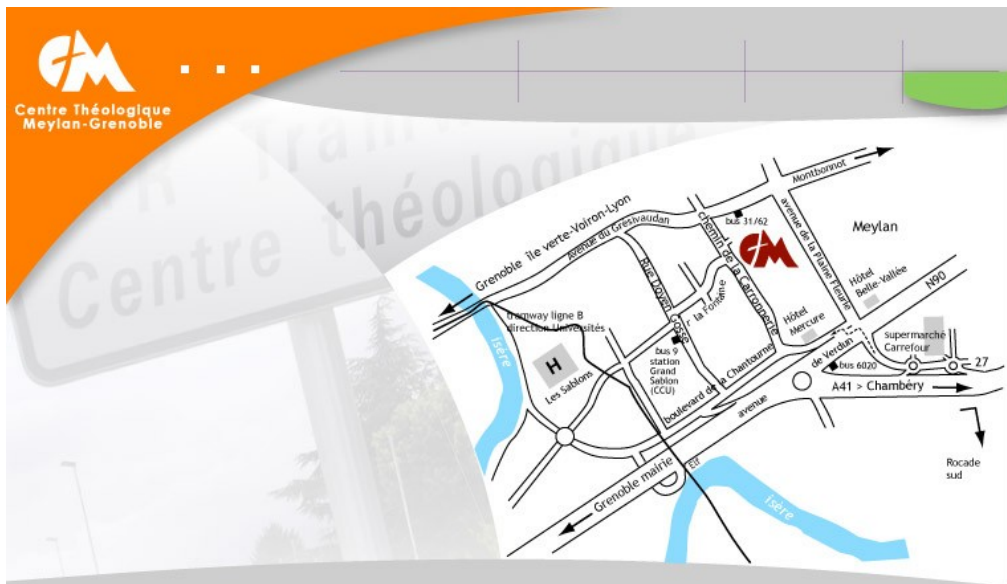 Centre Théologique
Meylan-Grenoble
Tram
Centre théologique
Montbonnot
Grenoble île verte-Voiron-Lyon
Avenue du Grésivaudan
bus 31/62
chemin de la Carronnerie
avenue de la Plaine Fleurie
Meylan
Rue Doyen Gosse
r la Fontaine
Hôtel
Belle-Vallée
N90
tramway ligne B
direction Universités
isère
H
Les Sablons
bus 9
station
Grand
Sablon
(CCU)
Hôtel
Mercure
supermarché
Carrefour
27
boulevard de la Chantourne
avenue de Verdun
bus 6020
A41 > Chambéry
Rocade
sud
Elf
Grenoble mairie
isère